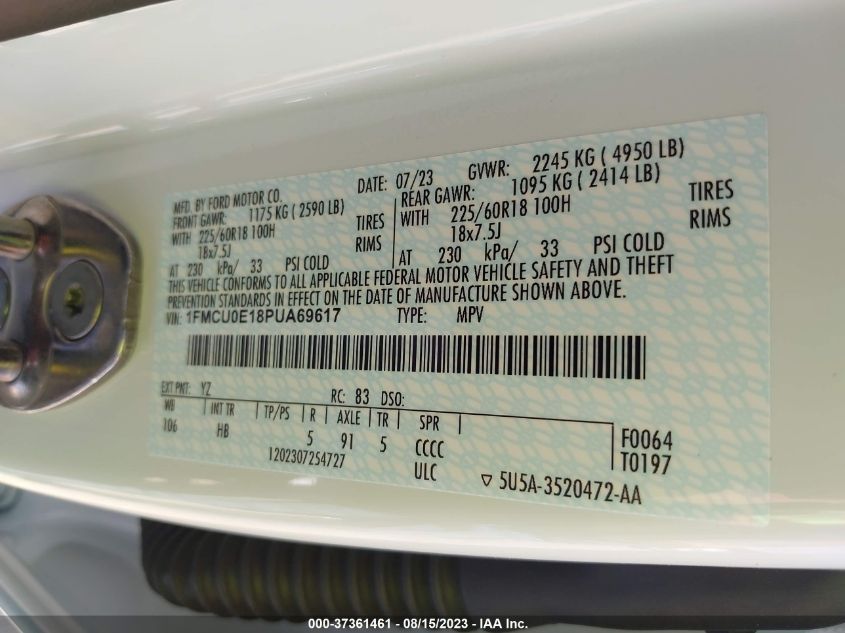 MFD. BY FORD MOTOR CO.
DATE: 07/23 GVWR: 2245 KG ( 4950 LB)
FRONT GAWR: 1175 KG ( 2590 LB) REAR GAWR: 1095 KG ( 2414 LB)
WITH 225/60R18 100H TIRES WITH 225/60R18 100H TIRES
18x7.5J RIMS 18x7.5J RIMS
AT 230 kPa/ 33 PSI COLD AT 230 kPa/ 33 PSI COLD
THIS VEHICLE CONFORMS TO ALL APPLICABLE FEDERAL MOTOR VEHICLE SAFETY AND THEFT
PREVENTION STANDARDS IN EFFECT ON THE DATE OF MANUFACTURE SHOWN ABOVE.
VIN: 1FMCU0E18PUA69617 TYPE: MPV
EXT PNT: YZ RC: 83 DSO:
WB INT TR TP/PS R AXLE TR SPR
106 HB 5 91 5 CCCC
ULC
F0064
T0197
1202307254727
5U5A-3520472-AA
000-37361461 - 08/15/2023 - IAA Inc.